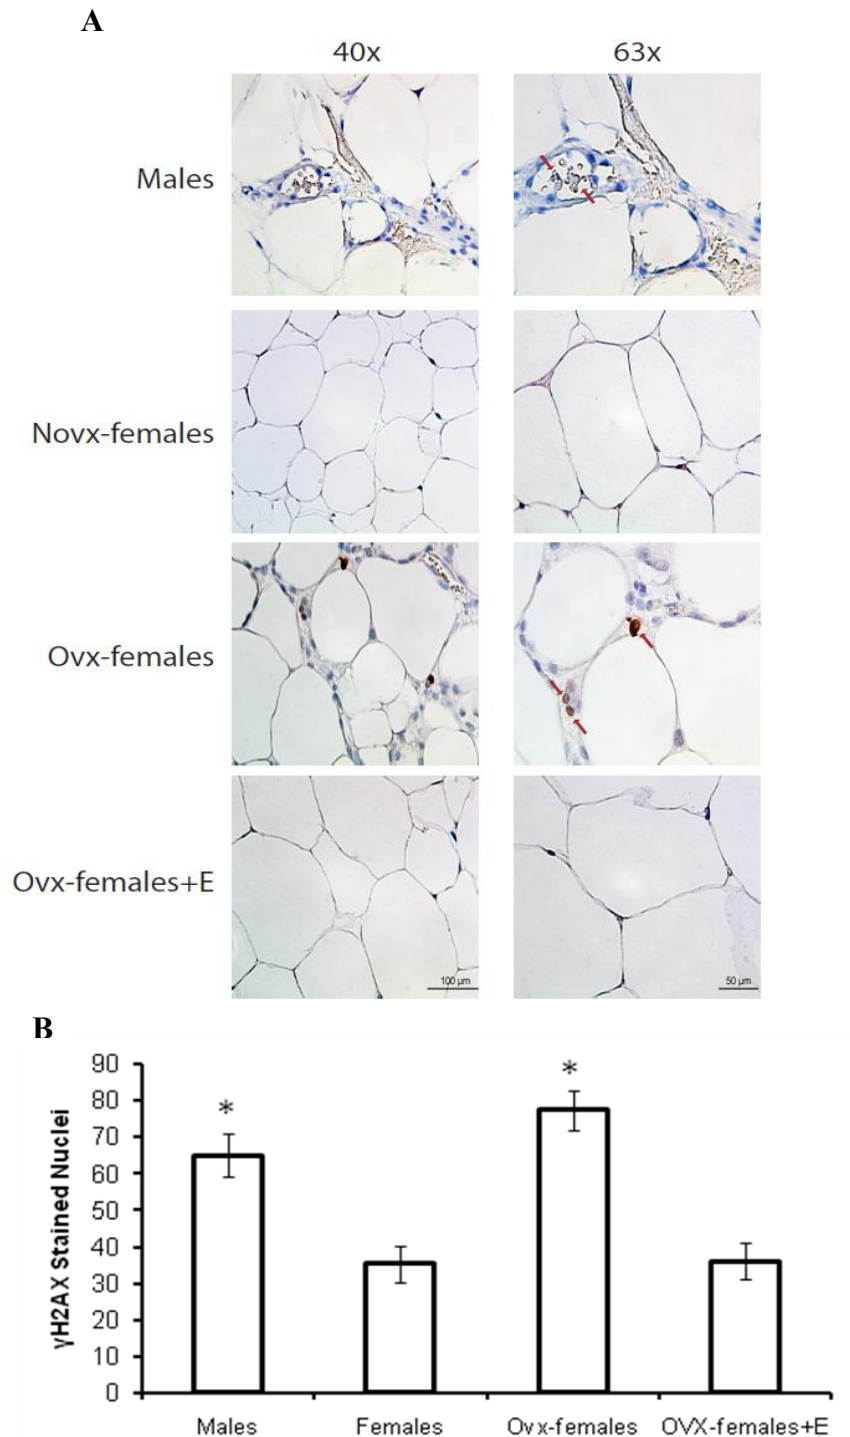 A
40x
63x
Males
Novx-females
Ovx-females
Ovx-females+E
100 µm
50 µm
B
90
80
70
60
50
40
30
20
10
0
γH2AX Stained Nuclei
*
*
Males
Females
Ovx-females
OVX-females+E